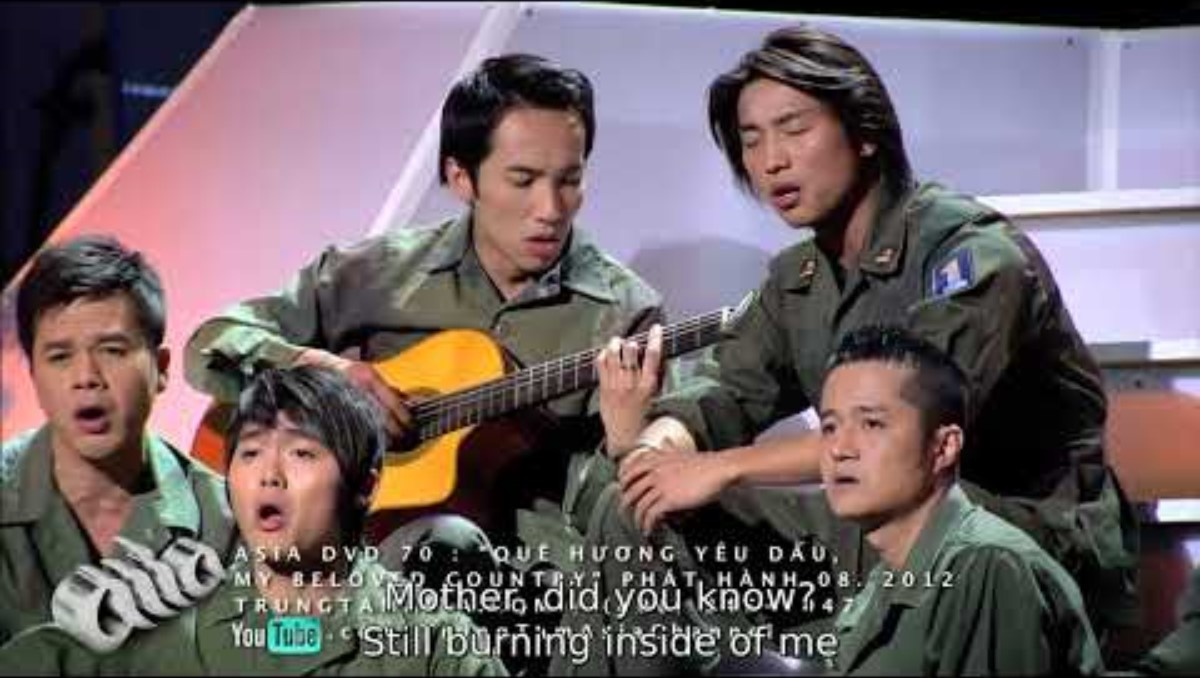 asia
ASIA DVD 70 : "QUÊ HƯƠNG YÊU DẤU,
MY BELOVED COUNTRY" PHÁT HÀNH 08. 2012
Mother, did you know?
YouTube
Still burning inside of me